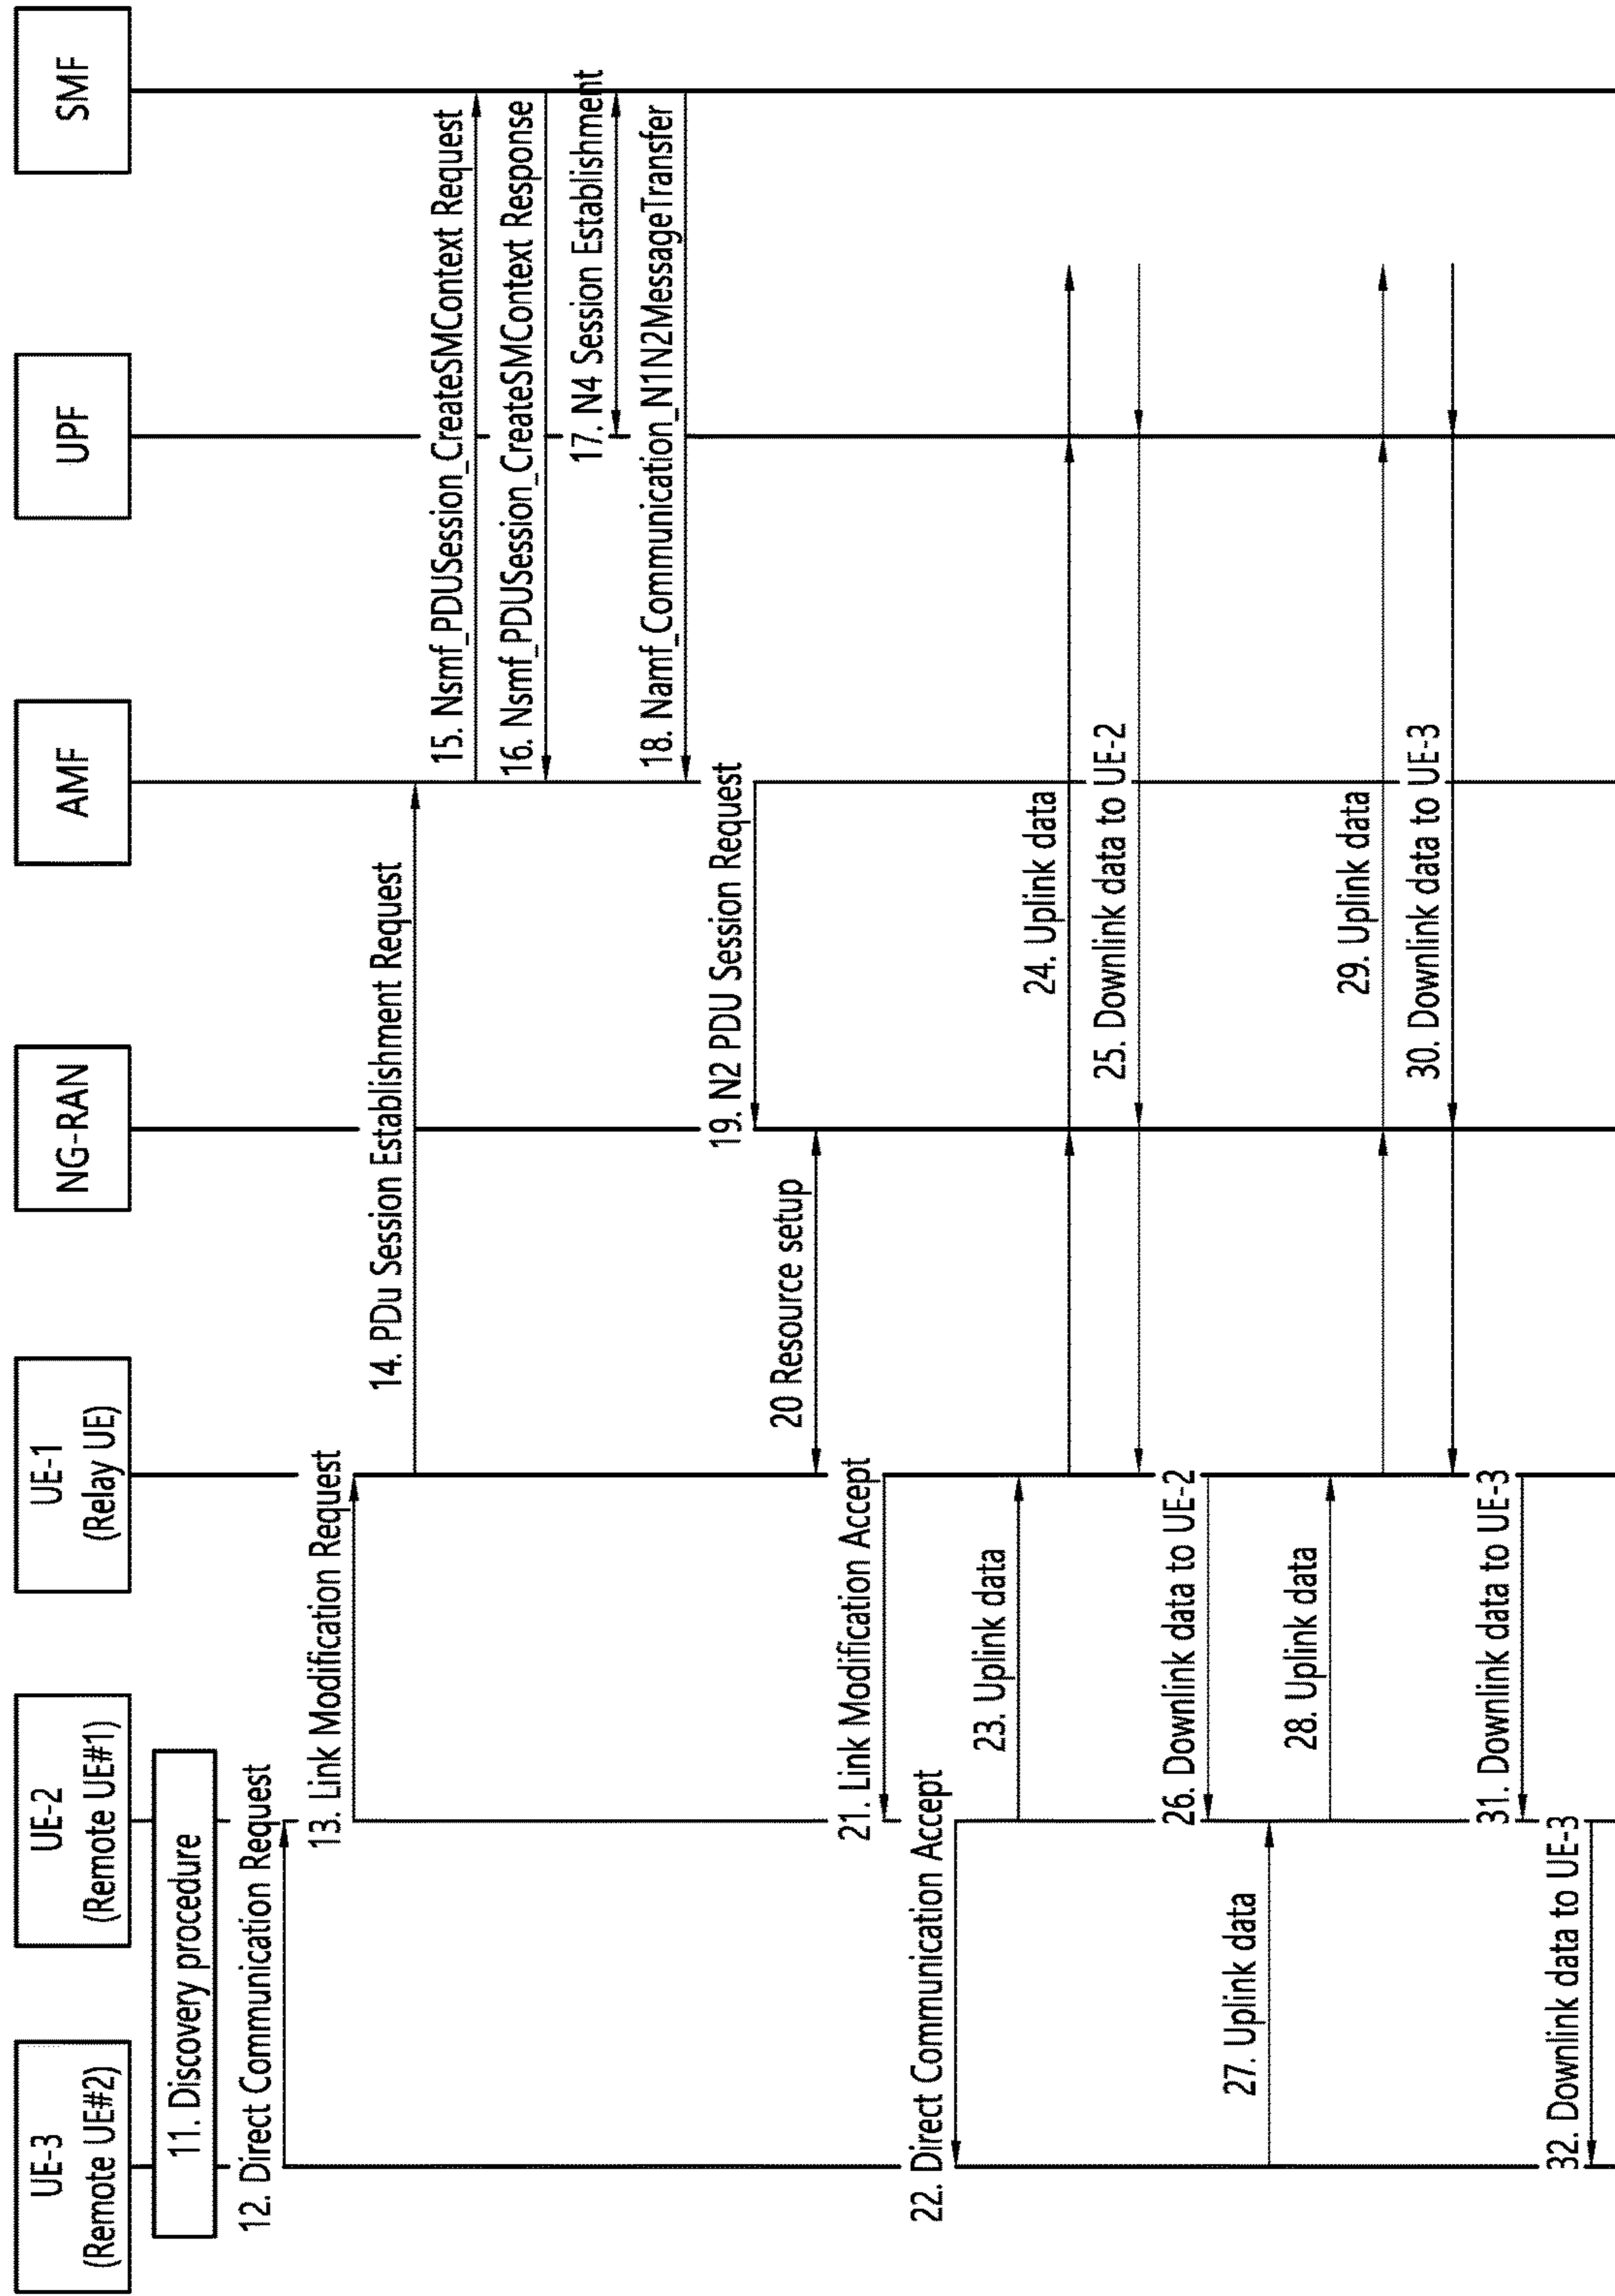 UE-3
(Remote UE#2)
UE-2
(Remote UE#1)
UE-1
(Relay UE)
NG-RAN
AMF
UPF
SMF
11. Discovery procedure
12. Direct Communication Request
13. Link Modification Request
14. PDu Session Establishment Request
15. Nsmf_PDUSession_CreateSMContext Request
16. Nsmf_PDUSession_CreateSMContext Response
17. N4 Session Establishment
18. Namf_Communication_N1N2MessageTransfer
19. N2 PDU Session Request
20 Resource setup
21. Link Modification Accept
22. Direct Communication Accept
23. Uplink data
24. Uplink data
25. Downlink data to UE-2
26. Downlink data to UE-2
27. Uplink data
28. Uplink data
29. Uplink data
30. Downlink data to UE-3
31. Downlink data to UE-3
32. Downlink data to UE-3